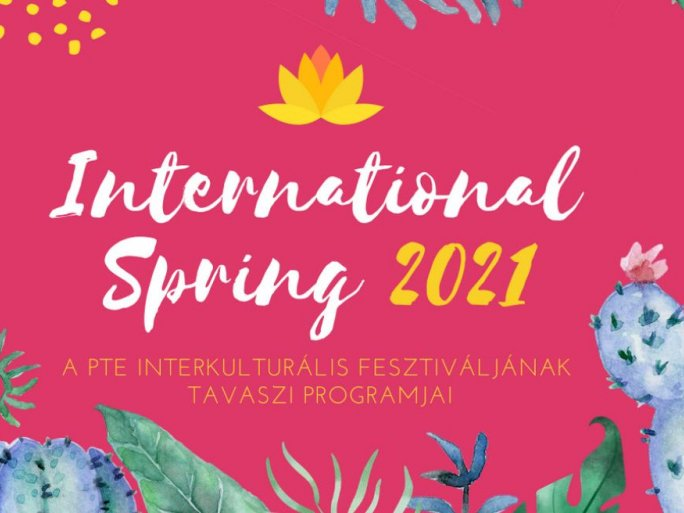 International
Spring 2021
A PTE INTERKULTURÁLIS FESZTIVÁLJÁNAK
TAVASZI PROGRAMJAI